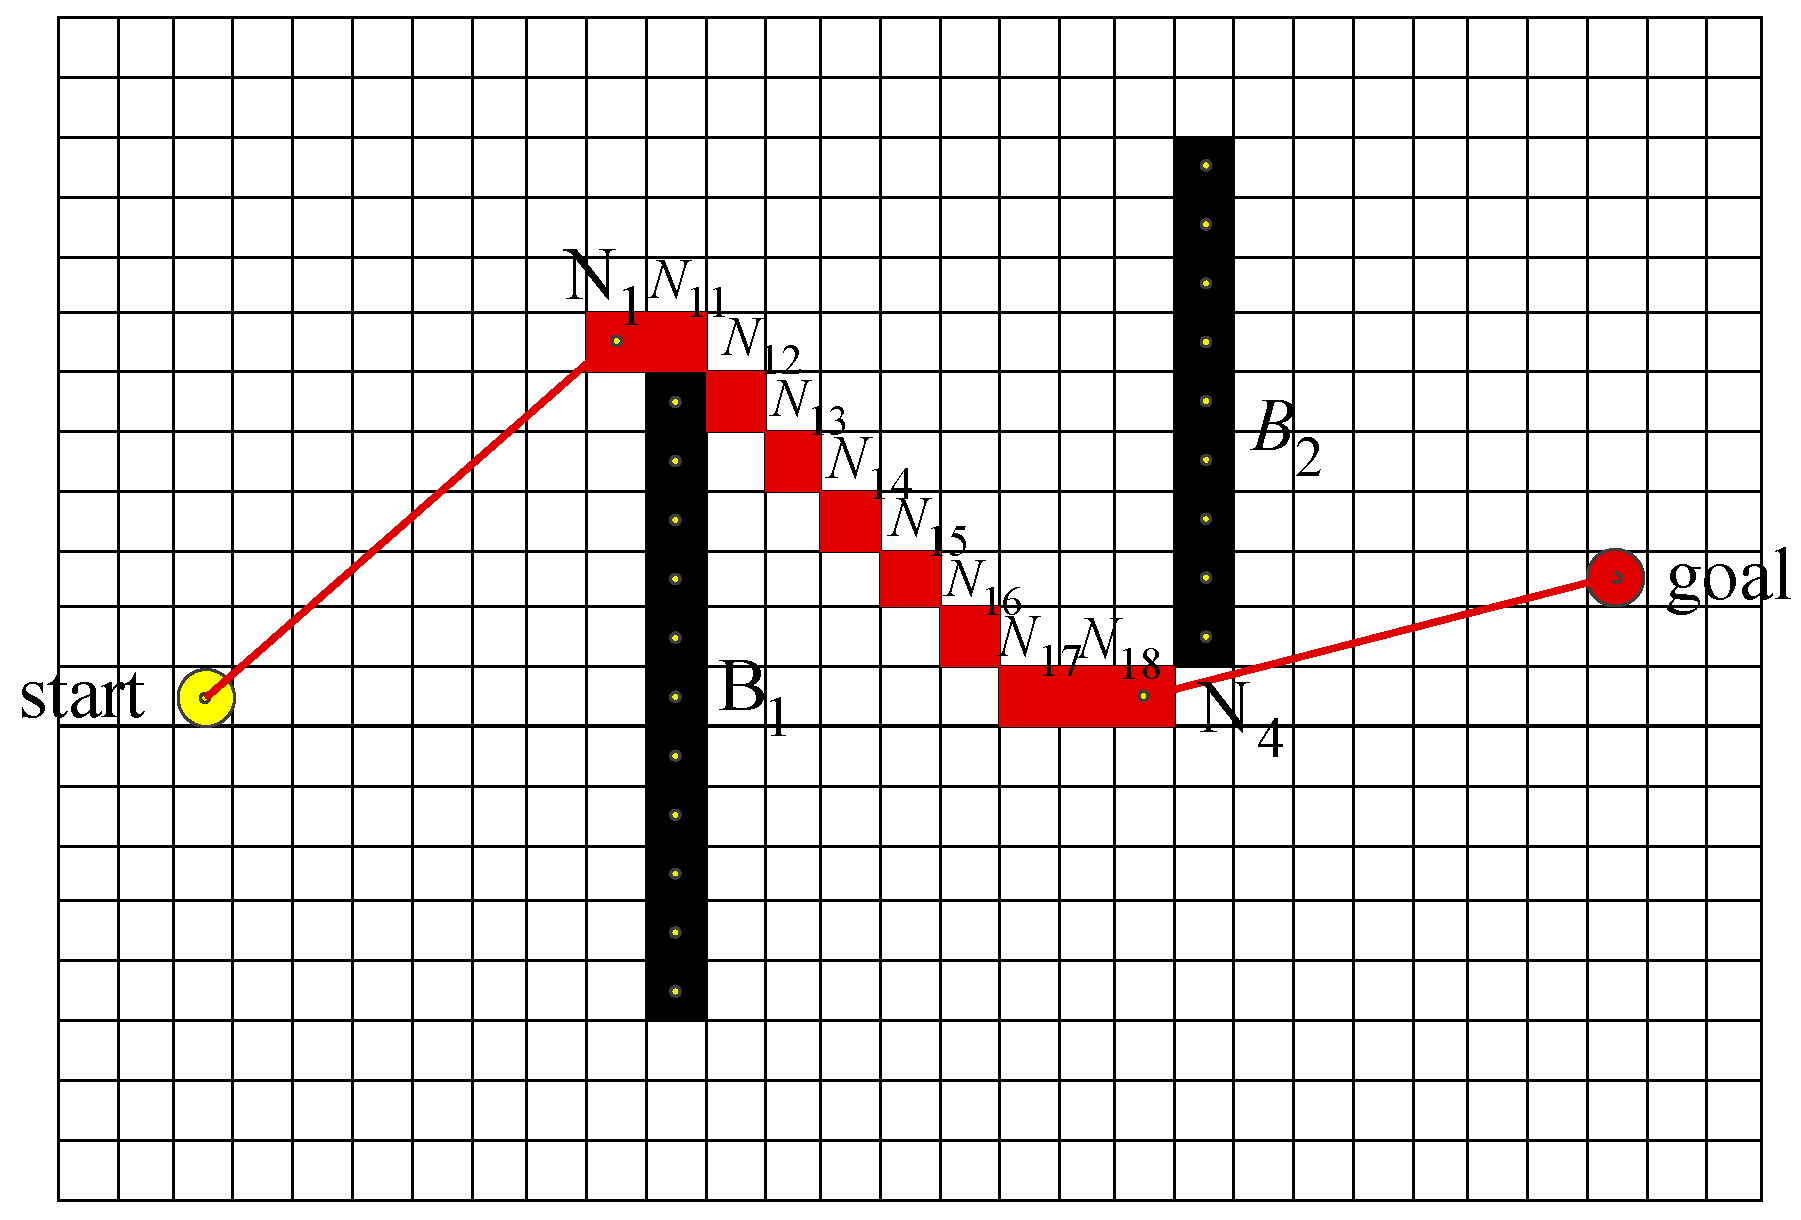 N₁ N₁₁
N₁₂
N₁₃
N₁₄
B₂
N₁₅
N₁₆
goal
N₁₇ N₁₈
start
B₁
N₄